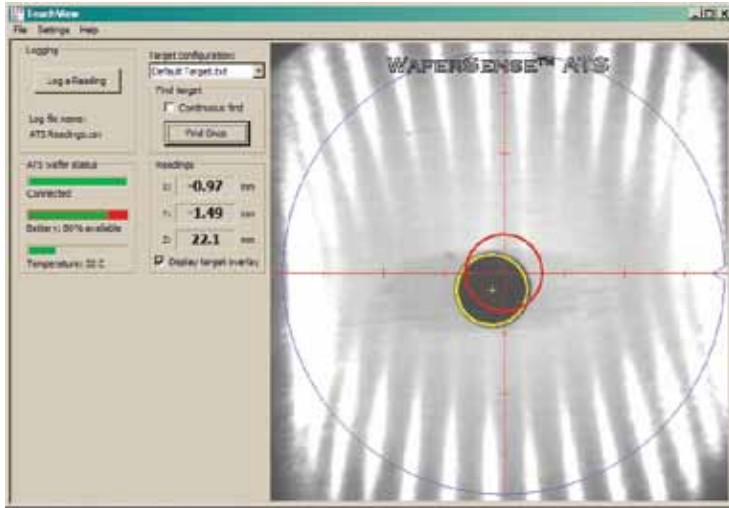 TouchView
File Settings Help
Logging
Log a Reading
Log file name:
ATS Readings.csv
Target configuration:
Default Target.txt
Find target
Continuous find
Find Once
ATS wafer status
Connected
Battery: 80% available
Temperature: 32 C
Readings
X: -0.97 mm
Y: -1.49 mm
Z: 22.1 mm
Display target overlay
WaferSense™ ATS